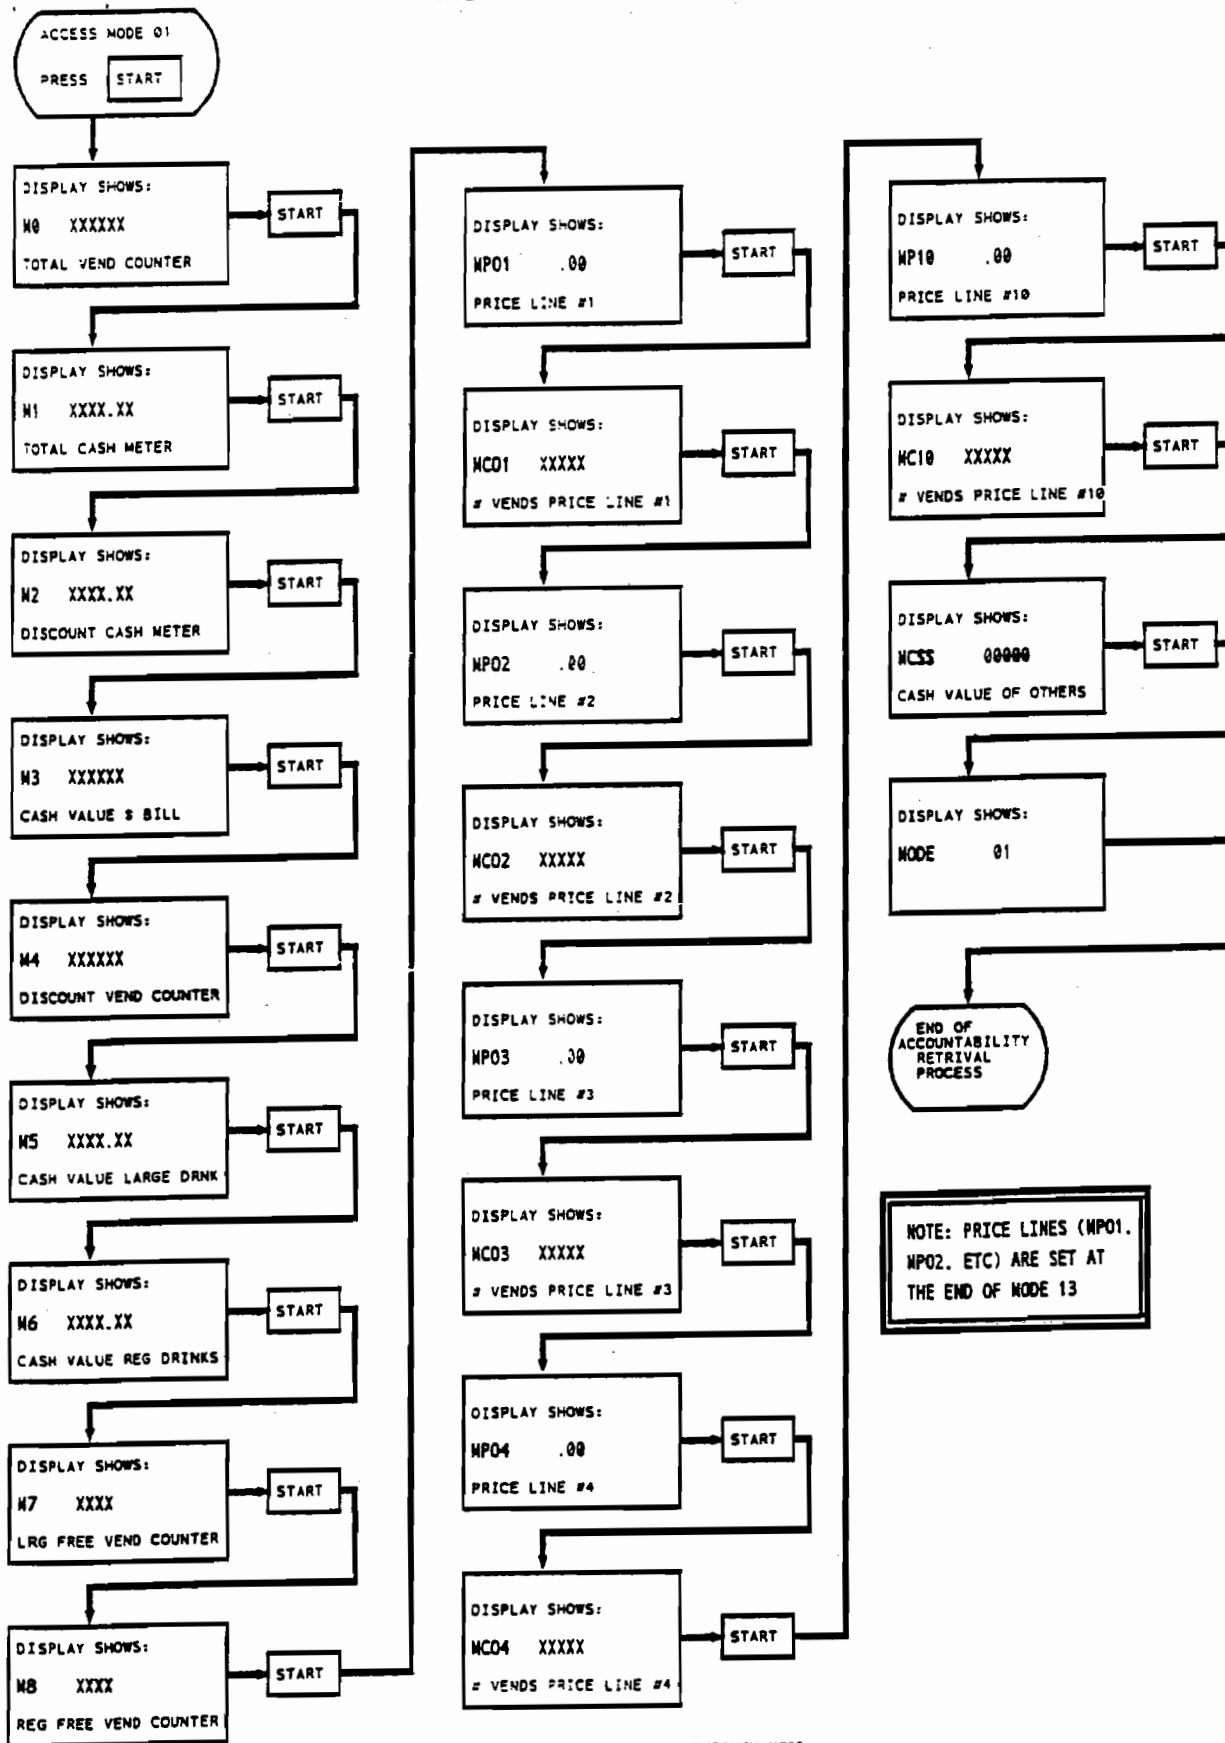 ACCESS MODE 01
PRESS START
DISPLAY SHOWS:
M0 XXXXXX
TOTAL VEND COUNTER
START
DISPLAY SHOWS:
M1 XXXX.XX
TOTAL CASH METER
START
DISPLAY SHOWS:
M2 XXXX.XX
DISCOUNT CASH METER
START
DISPLAY SHOWS:
M3 XXXXXX
CASH VALUE $ BILL
START
DISPLAY SHOWS:
M4 XXXXXX
DISCOUNT VEND COUNTER
START
DISPLAY SHOWS:
M5 XXXX.XX
CASH VALUE LARGE DRNK
START
DISPLAY SHOWS:
M6 XXXX.XX
CASH VALUE REG DRINKS
START
DISPLAY SHOWS:
M7 XXXX
LRG FREE VEND COUNTER
START
DISPLAY SHOWS:
M8 XXXX
REG FREE VEND COUNTER
START
DISPLAY SHOWS:
MP01 .00
PRICE LINE #1
START
DISPLAY SHOWS:
MC01 XXXXX
# VENDS PRICE LINE #1
START
DISPLAY SHOWS:
MP02 .00
PRICE LINE #2
START
DISPLAY SHOWS:
MC02 XXXXX
# VENDS PRICE LINE #2
START
DISPLAY SHOWS:
MP03 .00
PRICE LINE #3
START
DISPLAY SHOWS:
MC03 XXXXX
# VENDS PRICE LINE #3
START
DISPLAY SHOWS:
MP04 .00
PRICE LINE #4
START
DISPLAY SHOWS:
MC04 XXXXX
# VENDS PRICE LINE #4
START
DISPLAY SHOWS:
MP10 .00
PRICE LINE #10
START
DISPLAY SHOWS:
MC10 XXXXX
# VENDS PRICE LINE #10
START
DISPLAY SHOWS:
MCSS 00000
CASH VALUE OF OTHERS
START
DISPLAY SHOWS:
MODE 01
END OF
ACCOUNTABILITY
RETRIVAL
PROCESS
NOTE: PRICE LINES (MP01.
MP02. ETC) ARE SET AT
THE END OF MODE 13